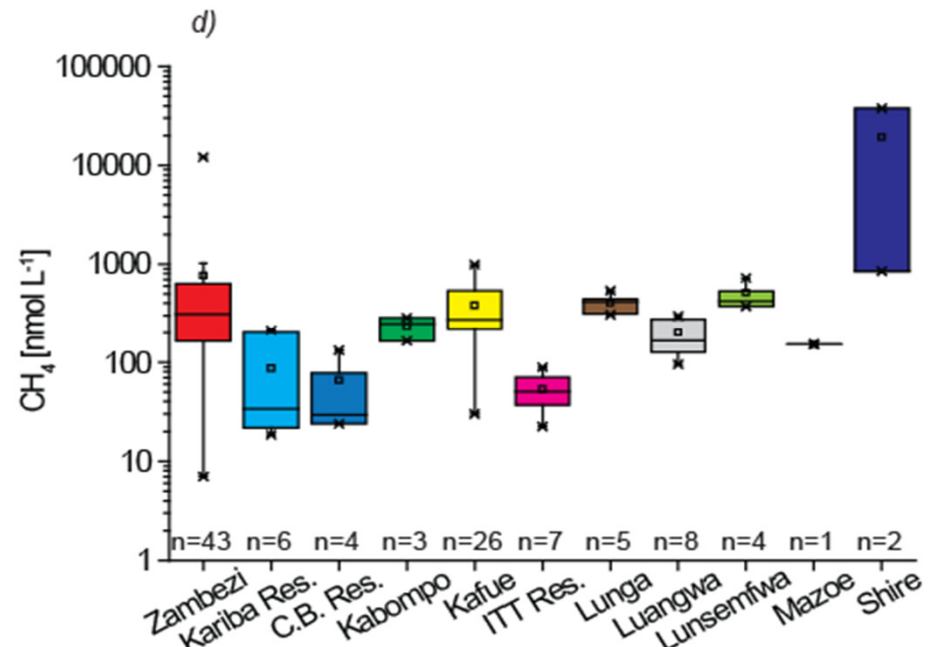 d)
CH₄ [nmol L⁻¹]
100000
10000
1000
100
10
1
n=43 n=6 n=4 n=3 n=26 n=7 n=5 n=8 n=4 n=1 n=2
Zambezi
Kariba Res.
C.B. Res.
Kabompo
Kafue
ITT Res.
Lunga
Luangwa
Lunsemfwa
Mazoe
Shire